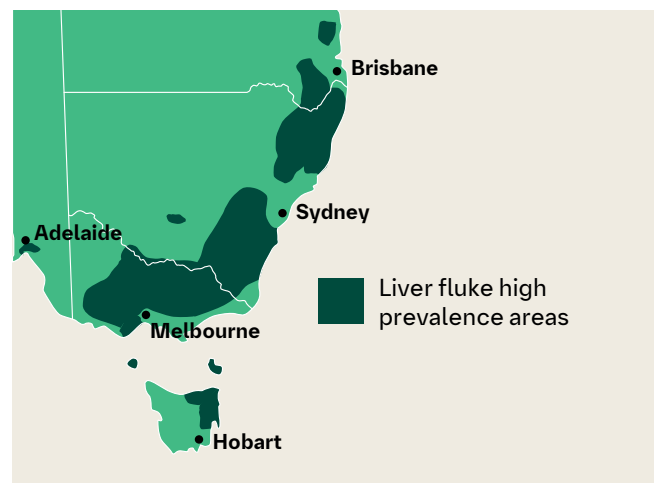 Brisbane
Sydney
Adelaide
Liver fluke high
prevalence areas
Melbourne
Hobart